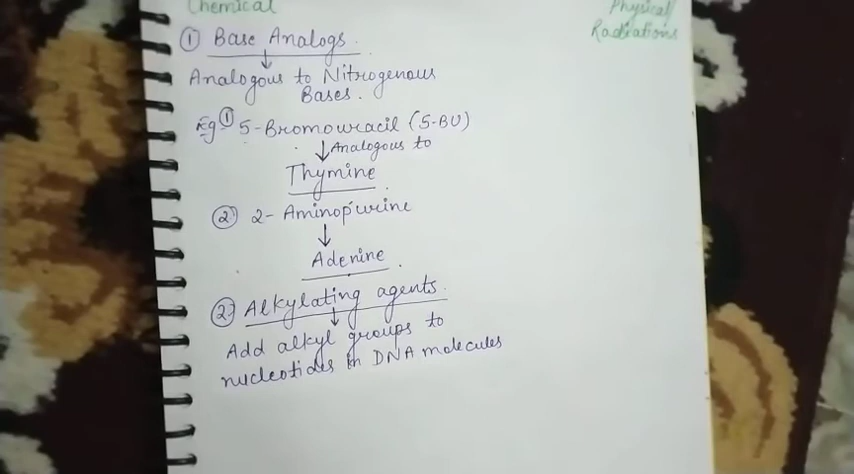 Chemical
Physical
Radiations
① Base Analogs.
↓
Analogous to Nitrogenous
Bases.
Eg ① 5-Bromouracil (5-BU)
↓ Analogous to
Thymine
② 2-Aminopurine
↓
Adenine
② Alkylating agents.
↓
Add alkyl groups to
nucleotides in DNA molecules